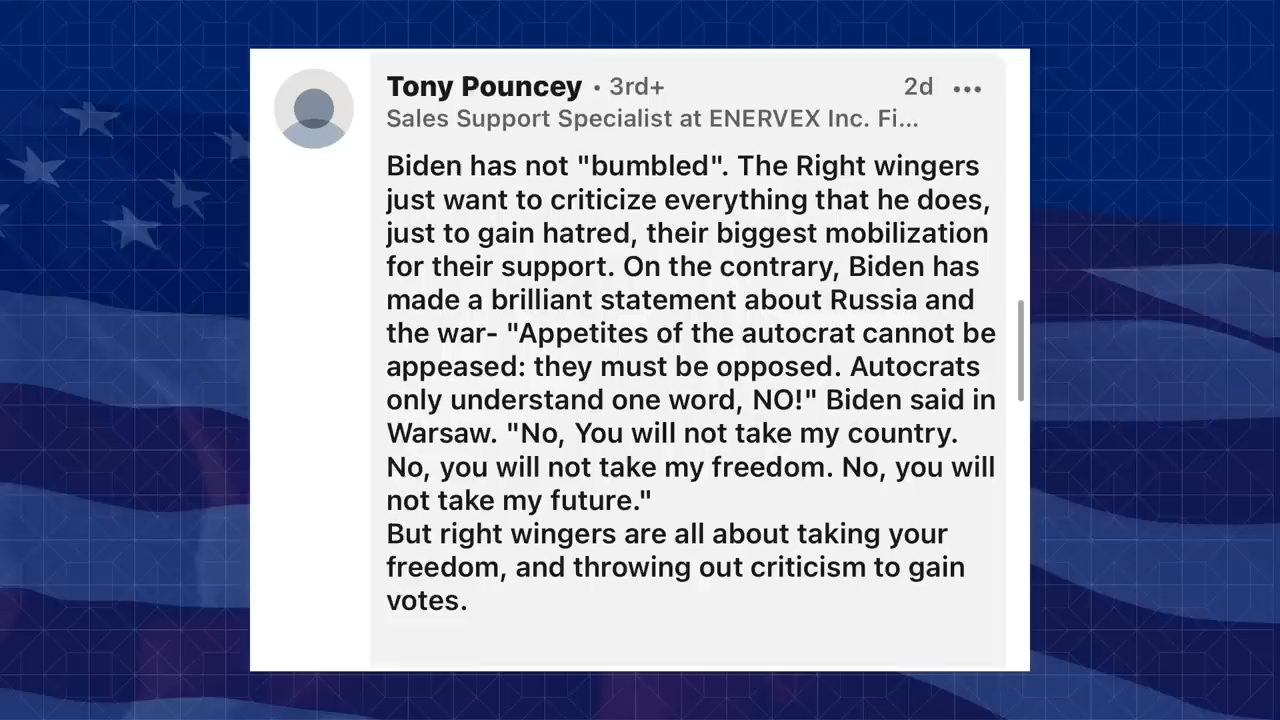 Tony Pouncey • 3rd+ 2d •••
Sales Support Specialist at ENERVEX Inc. Fi...
Biden has not "bumbled". The Right wingers
just want to criticize everything that he does,
just to gain hatred, their biggest mobilization
for their support. On the contrary, Biden has
made a brilliant statement about Russia and
the war- "Appetites of the autocrat cannot be
appeased: they must be opposed. Autocrats
only understand one word, NO!" Biden said in
Warsaw. "No, You will not take my country.
No, you will not take my freedom. No, you will
not take my future."
But right wingers are all about taking your
freedom, and throwing out criticism to gain
votes.